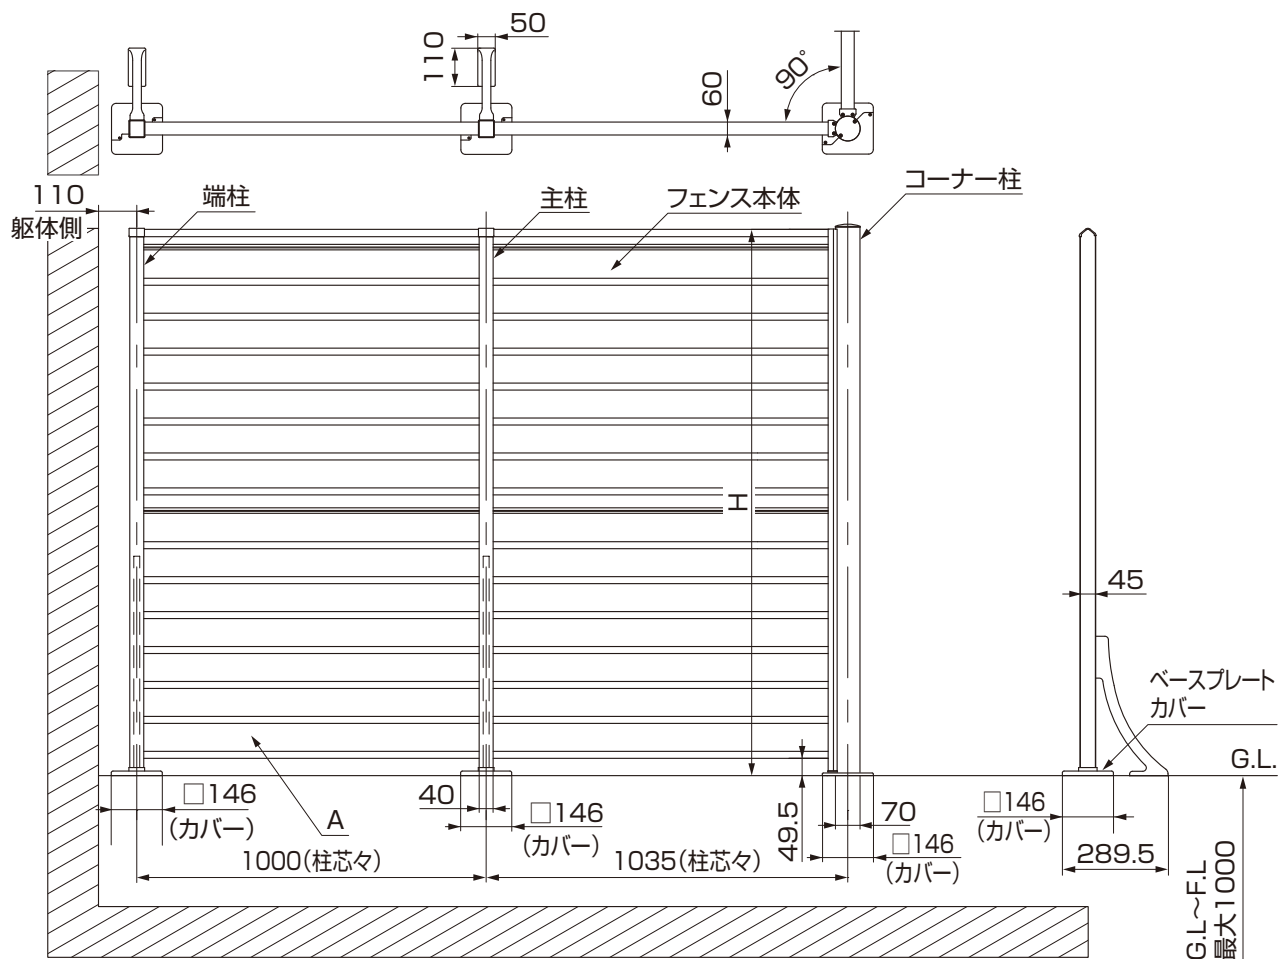 50
110
60
90°
110
躯体側
端柱
主柱
フェンス本体
コーナー柱
H
45
ベースプレート
カバー
G.L.
□146
(カバー)
A
40
□146
(カバー)
49.5
70
□146
(カバー)
□146
(カバー)
289.5
1000(柱芯々)
1035(柱芯々)
G.L～F.L
最大1000